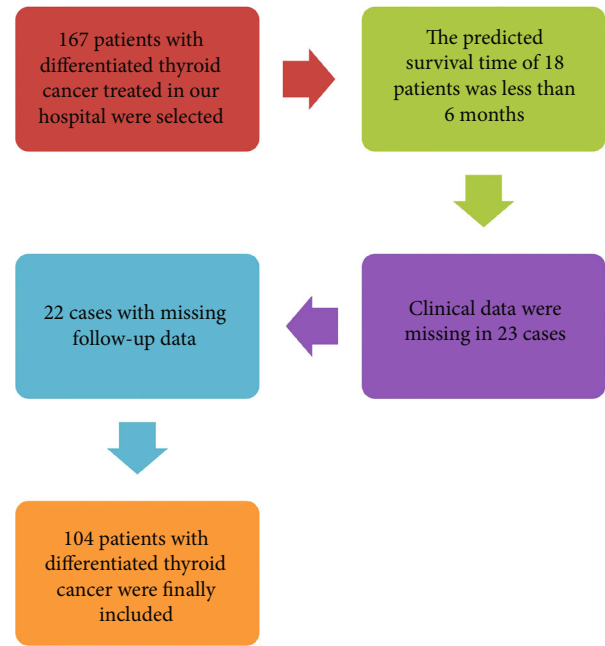 167 patients with
differentiated thyroid
cancer treated in our
hospital were selected
The predicted
survival time of 18
patients was less than
6 months
Clinical data were
missing in 23 cases
22 cases with missing
follow-up data
104 patients with
differentiated thyroid
cancer were finally
included